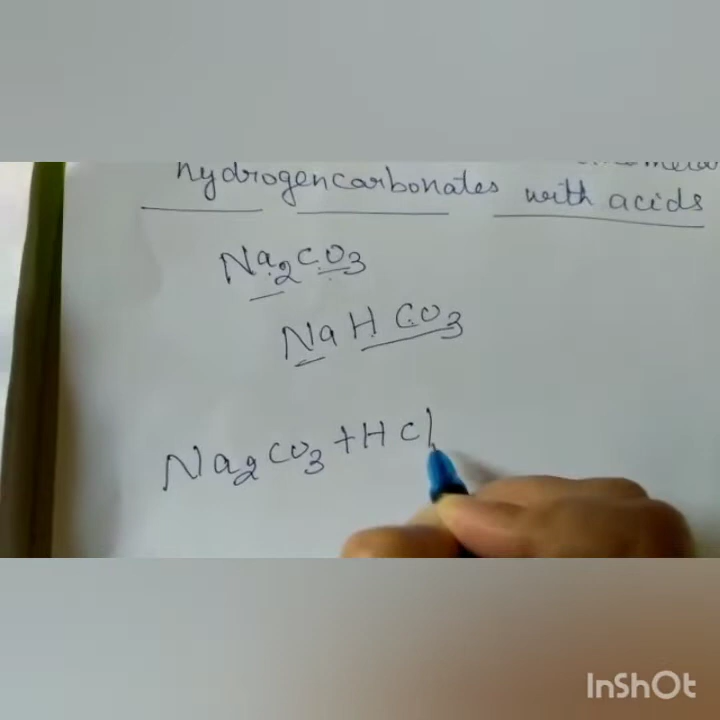 hydrogencarbonates with acids
Na2CO3
NaHCO3
Na2CO3+HCl
InShOt